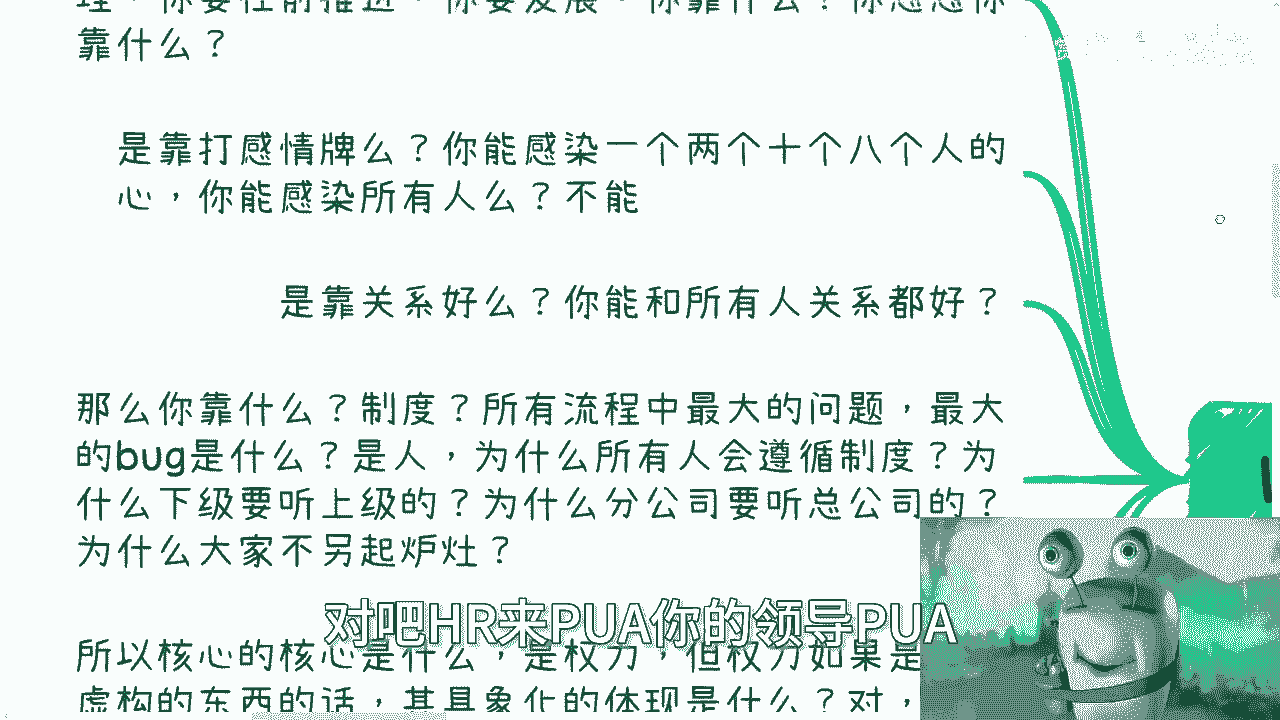 理，你要往前推进，你要发展，你靠什么？你想想你
靠什么？
是靠打感情牌么？你能感染一个两个十个八个人的
心，你能感染所有人么？不能
是靠关系好么？你能和所有人关系都好？
那么你靠什么？制度？所有流程中最大的问题，最大
的bug是什么？是人，为什么所有人会遵循制度？为
什么下级要听上级的？为什么分公司要听总公司的？
为什么大家不另起炉灶？
对吧HR来PUA你的领导PUA
所以核心的核心是什么，是权力，但权力如果是
虚构的东西的话，其具象化的体现是什么？对，